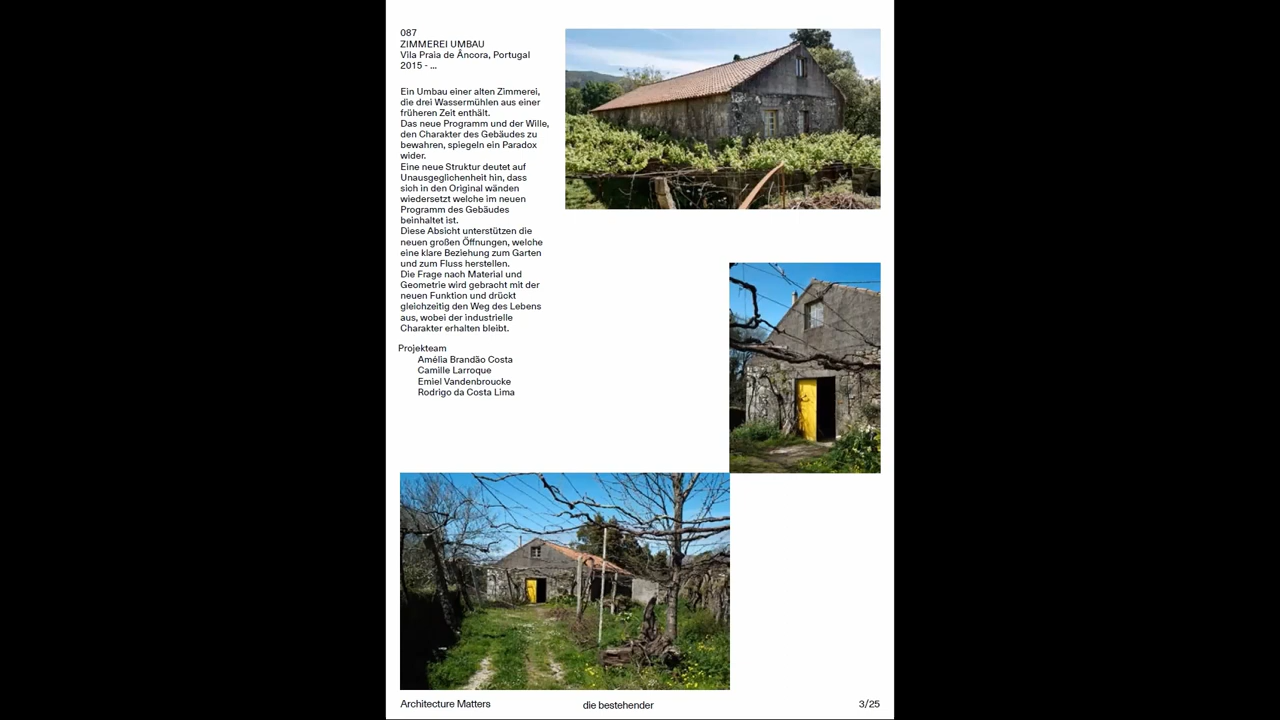 087
ZIMMEREI UMBAU
Vila Praia de Âncora, Portugal
2015 - ...
Ein Umbau einer alten Zimmerei,
die drei Wassermühlen aus einer
früheren Zeit enthält.
Das neue Programm und der Wille,
den Charakter des Gebäudes zu
bewahren, spiegeln ein Paradox
wider.
Eine neue Struktur deutet auf
Unausgeglichenheit hin, dass
sich in den Original wänden
wiedersetzt welche im neuen
Programm des Gebäudes
beinhaltet ist.
Diese Absicht unterstützen die
neuen großen Öffnungen, welche
eine klare Beziehung zum Garten
und zum Fluss herstellen.
Die Frage nach Material und
Geometrie wird gebracht mit der
neuen Funktion und drückt
gleichzeitig den Weg des Lebens
aus, wobei der industrielle
Charakter erhalten bleibt.
Projekteam
Amélia Brandão Costa
Camille Larroque
Emiel Vandenbroucke
Rodrigo da Costa Lima
Architecture Matters
die bestehender
3/25